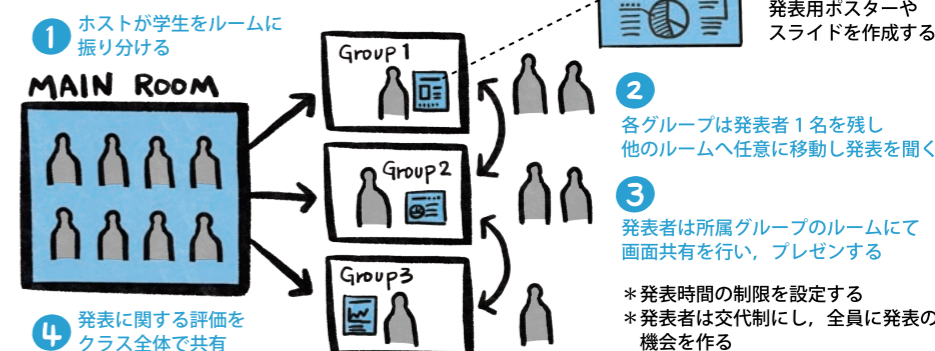 1 ホストが学生をルームに
振り分ける
MAIN ROOM
Group 1
Group2
Group3
発表用ポスターや
スライドを作成する
2
各グループは発表者 1 名を残し
他のルームへ任意に移動し発表を聞く
3
発表者は所属グループのルームにて
画面共有を行い，プレゼンする
＊発表時間の制限を設定する
＊発表者は交代制にし，全員に発表の
機会を作る
4 発表に関する評価を
クラス全体で共有